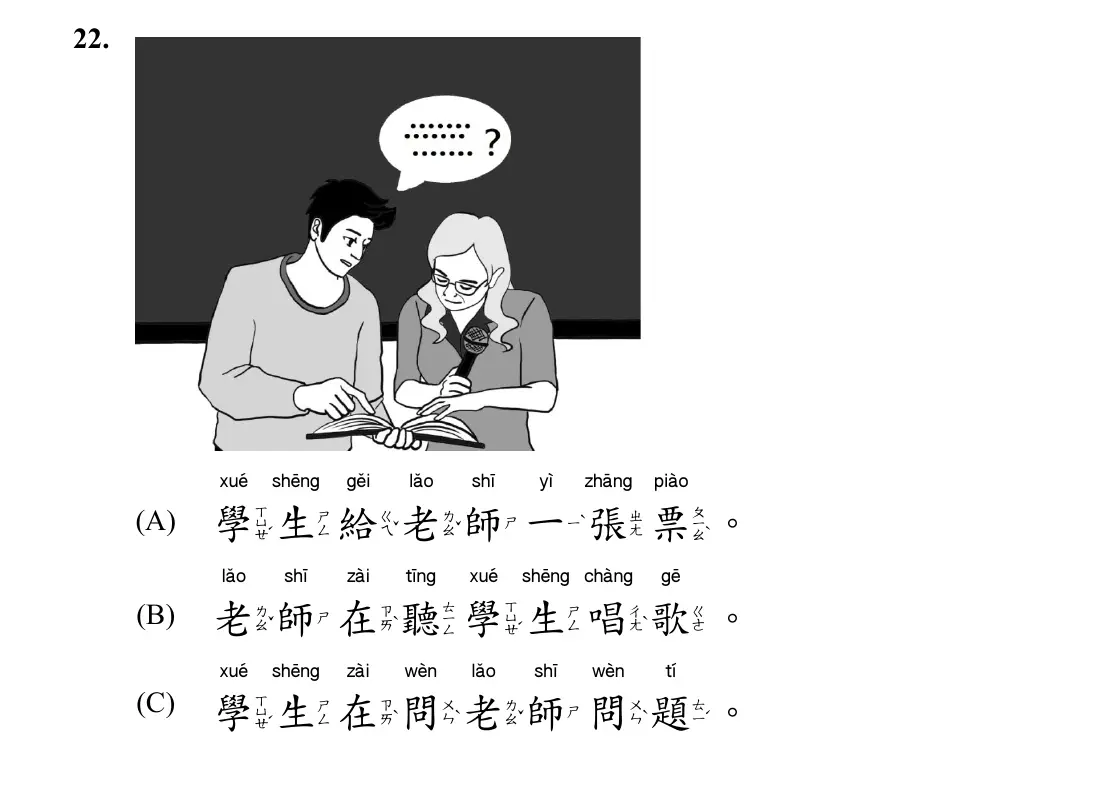 22.
?
xué shēng gěi lǎo shī yì zhāng piào
(A) 學ㄒㄩㄝˊ生ㄕㄥ給ㄍㄟˇ老ㄌㄠˇ師ㄕ一ㄧˋ張ㄓㄤ票ㄆㄧㄠˋ。
lǎo shī zài tīng xué shēng chàng gē
(B) 老ㄌㄠˇ師ㄕ在ㄗㄞˋ聽ㄊㄧㄥ學ㄒㄩㄝˊ生ㄕㄥ唱ㄔㄤˋ歌ㄍㄜ。
xué shēng zài wèn lǎo shī wèn tí
(C) 學ㄒㄩㄝˊ生ㄕㄥ在ㄗㄞˋ問ㄨㄣˋ老ㄌㄠˇ師ㄕ問ㄨㄣˋ題ㄊㄧˊ。